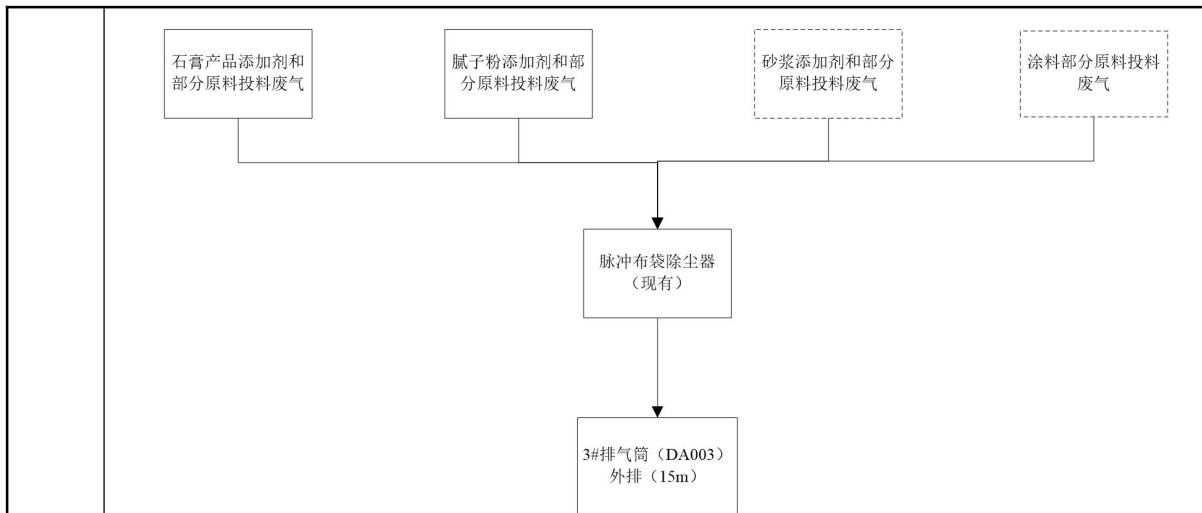 石膏产品添加剂和
部分原料投料废气
腻子粉添加剂和部
分原料投料废气
砂浆添加剂和部分
原料投料废气
涂料部分原料投料
废气
脉冲布袋除尘器
（现有）
3#排气筒（DA003）
外排（15m）